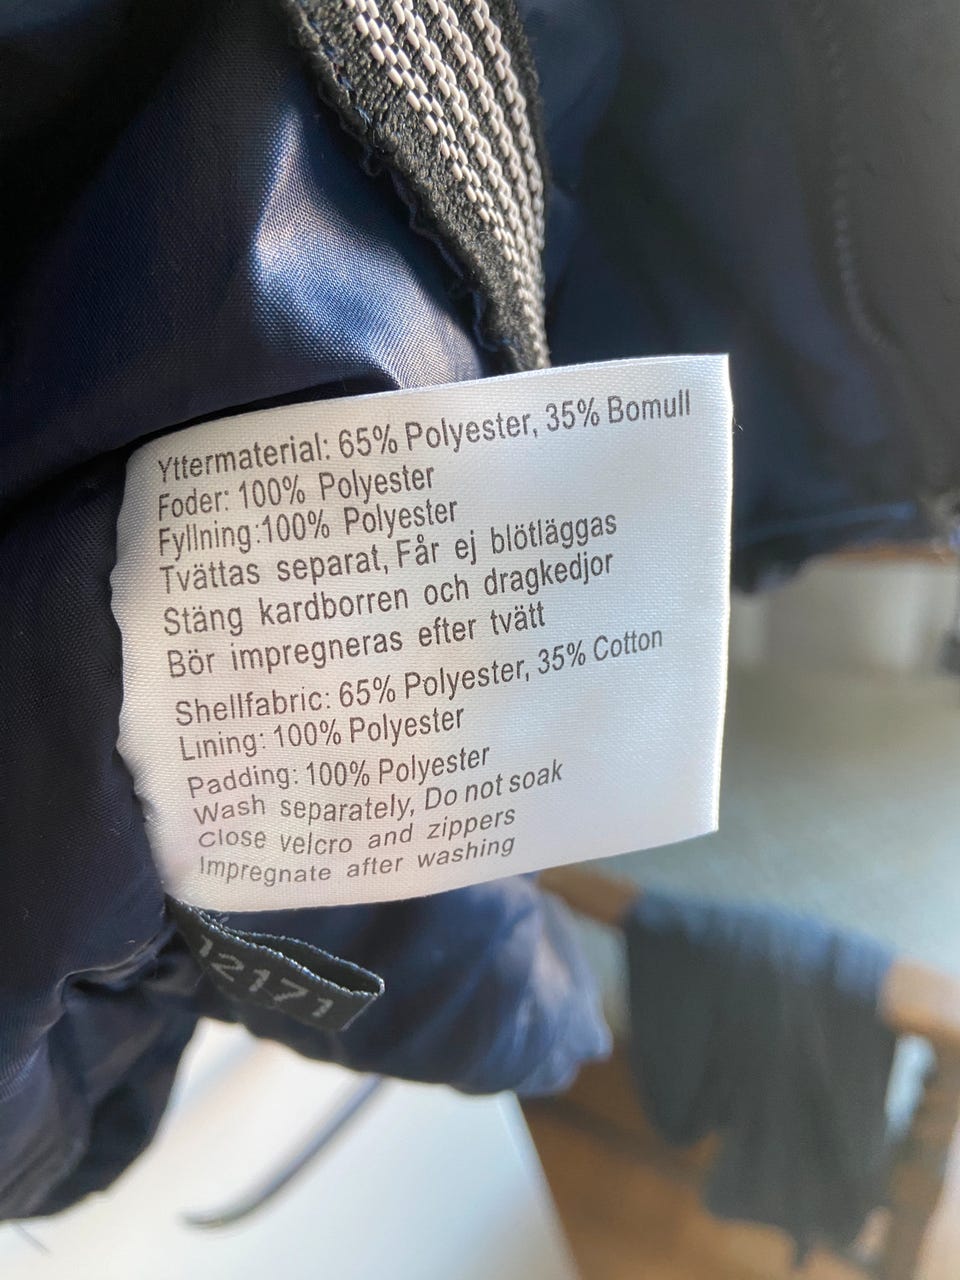 Yttermaterial: 65% Polyester, 35% Bomull
Foder: 100% Polyester
Fyllning:100% Polyester
Tvättas separat, Får ej blötläggas
Stäng kardborren och dragkedjor
Bör impregneras efter tvätt
Shellfabric: 65% Polyester, 35% Cotton
Lining: 100% Polyester
Padding: 100% Polyester
Wash separately, Do not soak
Close velcro and zippers
Impregnate after washing
12171